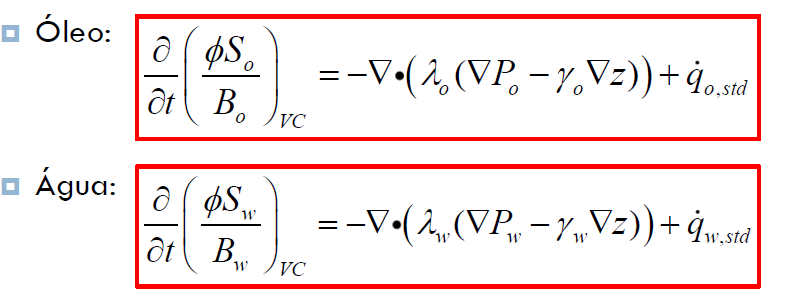 Óleo: ∂/∂t (ϕS_o/B_o)_VC = −∇•(λ_o(∇P_o − γ_o∇z)) + q̇_o,std
Água: ∂/∂t (ϕS_w/B_w)_VC = −∇•(λ_w(∇P_w − γ_w∇z)) + q̇_w,std